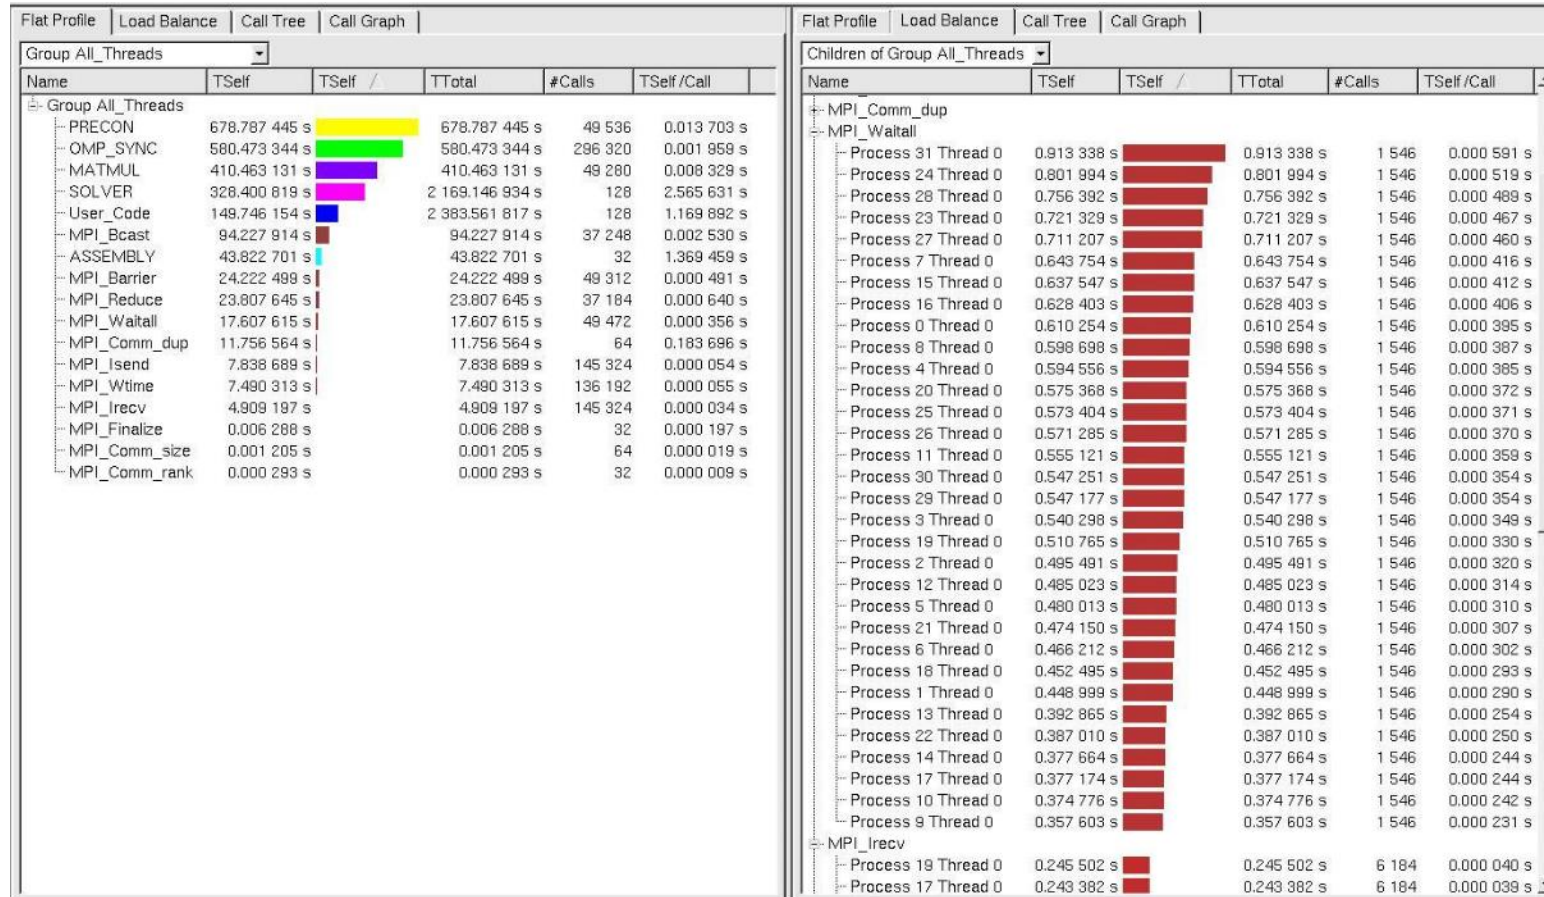 Flat Profile Load Balance Call Tree Call Graph
Group All_Threads
Name TSelf TSelf TTotal #Calls TSelf/Call
Group All_Threads
PRECON 678.787 445 s 678.787 445 s 49 536 0.013 703 s
OMP_SYNC 580.473 344 s 580.473 344 s 296 320 0.001 959 s
MATMUL 410.463 131 s 410.463 131 s 49 280 0.008 329 s
SOLVER 328.400 819 s 2 169.146 934 s 128 2.565 631 s
User_Code 149.746 154 s 2 383.561 817 s 128 1.169 892 s
MPI_Bcast 94.227 914 s 94.227 914 s 37 248 0.002 530 s
ASSEMBLY 43.822 701 s 43.822 701 s 32 1.369 459 s
MPI_Barrier 24.222 499 s 24.222 499 s 49 312 0.000 491 s
MPI_Reduce 23.807 645 s 23.807 645 s 37 184 0.000 640 s
MPI_Waitall 17.607 615 s 17.607 615 s 49 472 0.000 356 s
MPI_Comm_dup 11.756 564 s 11.756 564 s 64 0.183 696 s
MPI_Isend 7.838 689 s 7.838 689 s 145 324 0.000 054 s
MPI_Wtime 7.490 313 s 7.490 313 s 136 192 0.000 055 s
MPI_Irecv 4.909 197 s 4.909 197 s 145 324 0.000 034 s
MPI_Finalize 0.006 288 s 0.006 288 s 32 0.000 197 s
MPI_Comm_size 0.001 205 s 0.001 205 s 64 0.000 019 s
MPI_Comm_rank 0.000 293 s 0.000 293 s 32 0.000 009 s
Flat Profile Load Balance Call Tree Call Graph
Children of Group All_Threads
Name TSelf TSelf TTotal #Calls TSelf/Call
MPI_Comm_dup
MPI_Waitall
Process 31 Thread 0 0.913 338 s 0.913 338 s 1 546 0.000 591 s
Process 24 Thread 0 0.801 994 s 0.801 994 s 1 546 0.000 519 s
Process 28 Thread 0 0.756 392 s 0.756 392 s 1 546 0.000 489 s
Process 23 Thread 0 0.721 329 s 0.721 329 s 1 546 0.000 467 s
Process 27 Thread 0 0.711 207 s 0.711 207 s 1 546 0.000 460 s
Process 7 Thread 0 0.643 754 s 0.643 754 s 1 546 0.000 416 s
Process 15 Thread 0 0.637 547 s 0.637 547 s 1 546 0.000 412 s
Process 16 Thread 0 0.628 403 s 0.628 403 s 1 546 0.000 406 s
Process 0 Thread 0 0.610 254 s 0.610 254 s 1 546 0.000 395 s
Process 8 Thread 0 0.598 698 s 0.598 698 s 1 546 0.000 387 s
Process 4 Thread 0 0.594 556 s 0.594 556 s 1 546 0.000 385 s
Process 20 Thread 0 0.575 368 s 0.575 368 s 1 546 0.000 372 s
Process 25 Thread 0 0.573 404 s 0.573 404 s 1 546 0.000 371 s
Process 26 Thread 0 0.571 285 s 0.571 285 s 1 546 0.000 370 s
Process 11 Thread 0 0.555 121 s 0.555 121 s 1 546 0.000 359 s
Process 30 Thread 0 0.547 251 s 0.547 251 s 1 546 0.000 354 s
Process 29 Thread 0 0.547 177 s 0.547 177 s 1 546 0.000 354 s
Process 3 Thread 0 0.540 298 s 0.540 298 s 1 546 0.000 349 s
Process 19 Thread 0 0.510 765 s 0.510 765 s 1 546 0.000 330 s
Process 2 Thread 0 0.495 491 s 0.495 491 s 1 546 0.000 320 s
Process 12 Thread 0 0.485 023 s 0.485 023 s 1 546 0.000 314 s
Process 5 Thread 0 0.480 013 s 0.480 013 s 1 546 0.000 310 s
Process 21 Thread 0 0.474 150 s 0.474 150 s 1 546 0.000 307 s
Process 6 Thread 0 0.466 212 s 0.466 212 s 1 546 0.000 302 s
Process 18 Thread 0 0.452 495 s 0.452 495 s 1 546 0.000 293 s
Process 1 Thread 0 0.448 999 s 0.448 999 s 1 546 0.000 290 s
Process 13 Thread 0 0.392 865 s 0.392 865 s 1 546 0.000 254 s
Process 22 Thread 0 0.387 010 s 0.387 010 s 1 546 0.000 250 s
Process 14 Thread 0 0.377 664 s 0.377 664 s 1 546 0.000 244 s
Process 17 Thread 0 0.377 174 s 0.377 174 s 1 546 0.000 244 s
Process 10 Thread 0 0.374 776 s 0.374 776 s 1 546 0.000 242 s
Process 9 Thread 0 0.357 603 s 0.357 603 s 1 546 0.000 231 s
MPI_Irecv
Process 19 Thread 0 0.245 502 s 0.245 502 s 6 184 0.000 040 s
Process 17 Thread 0 0.243 382 s 0.243 382 s 6 184 0.000 039 s